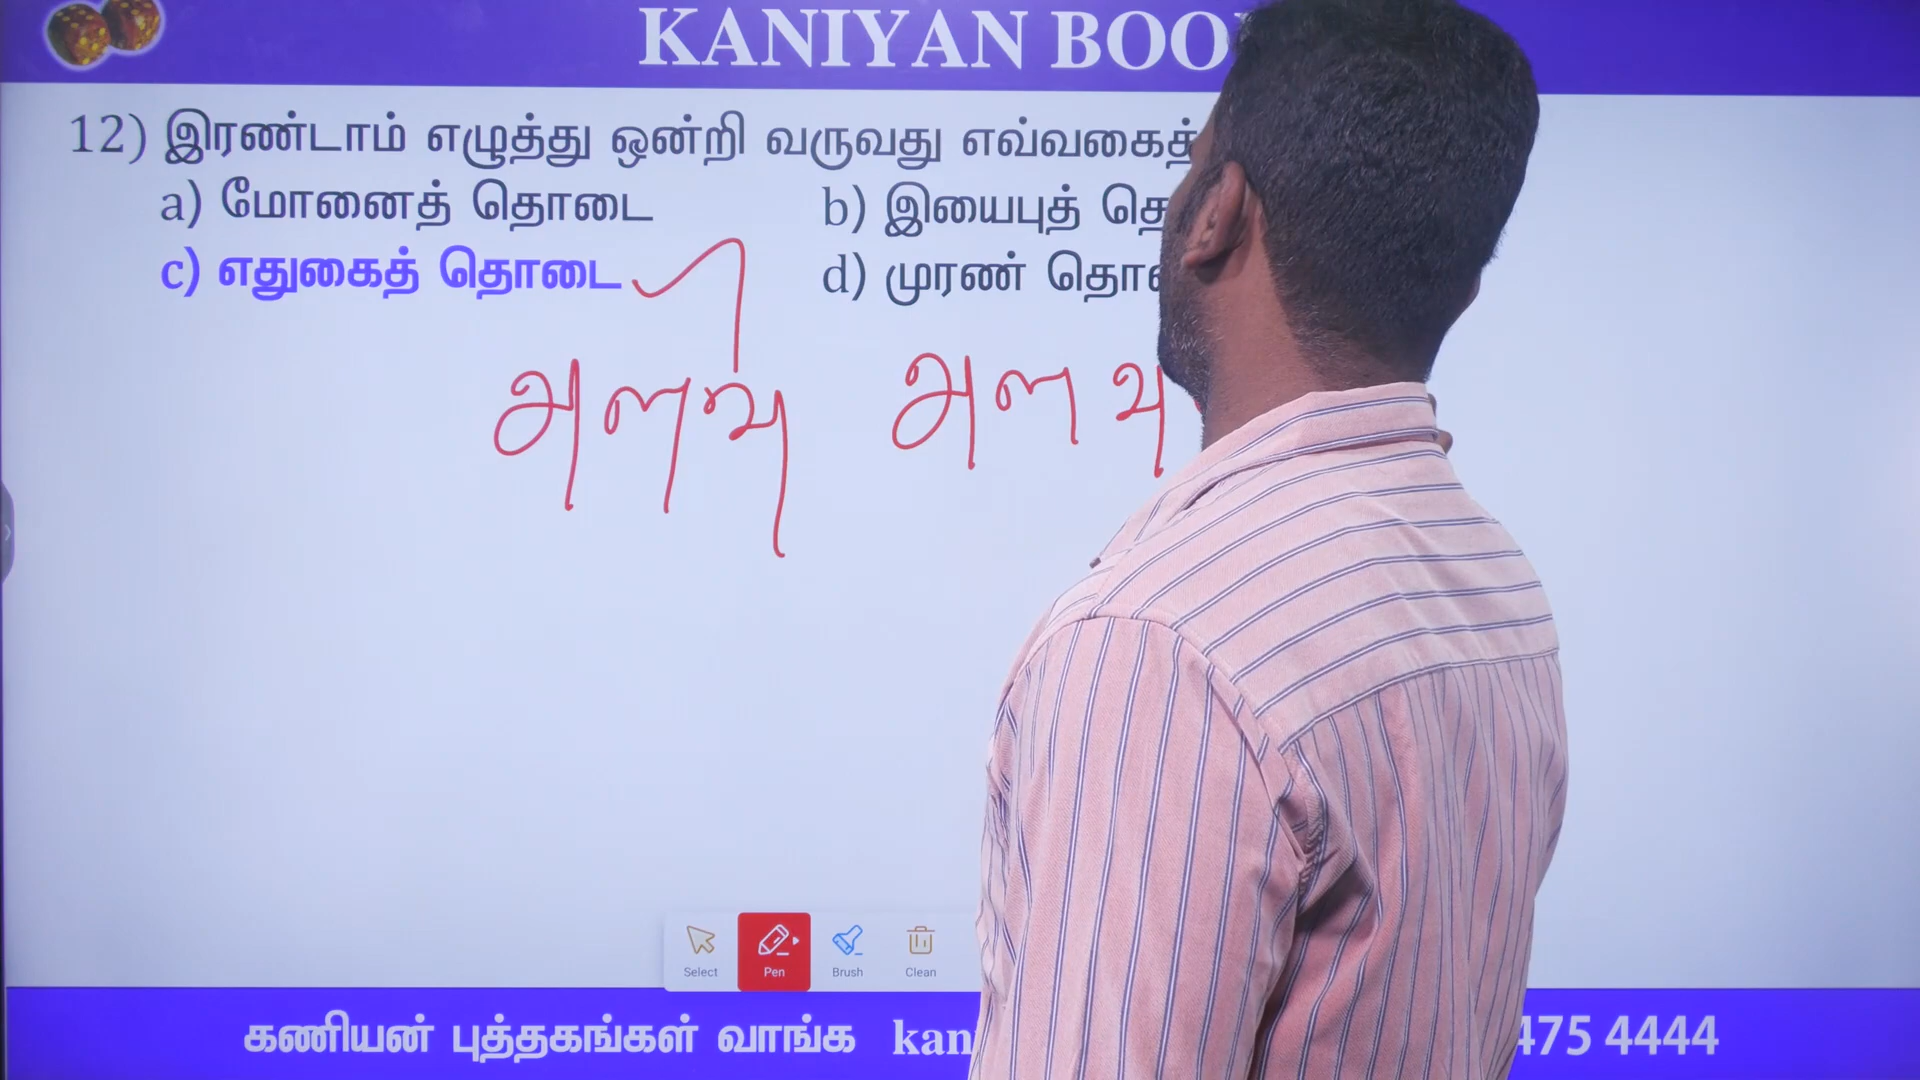 KANIYAN BOO
12) இரண்டாம் எழுத்து ஒன்றி வருவது எவ்வகைத்
a) மோனைத் தொடை b) இயைபுத் தெ
c) எதுகைத் தொடை d) முரண் தொ
அளவு அளவு
Select Pen Brush Clean
கணியன் புத்தகங்கள் வாங்க kan 475 4444